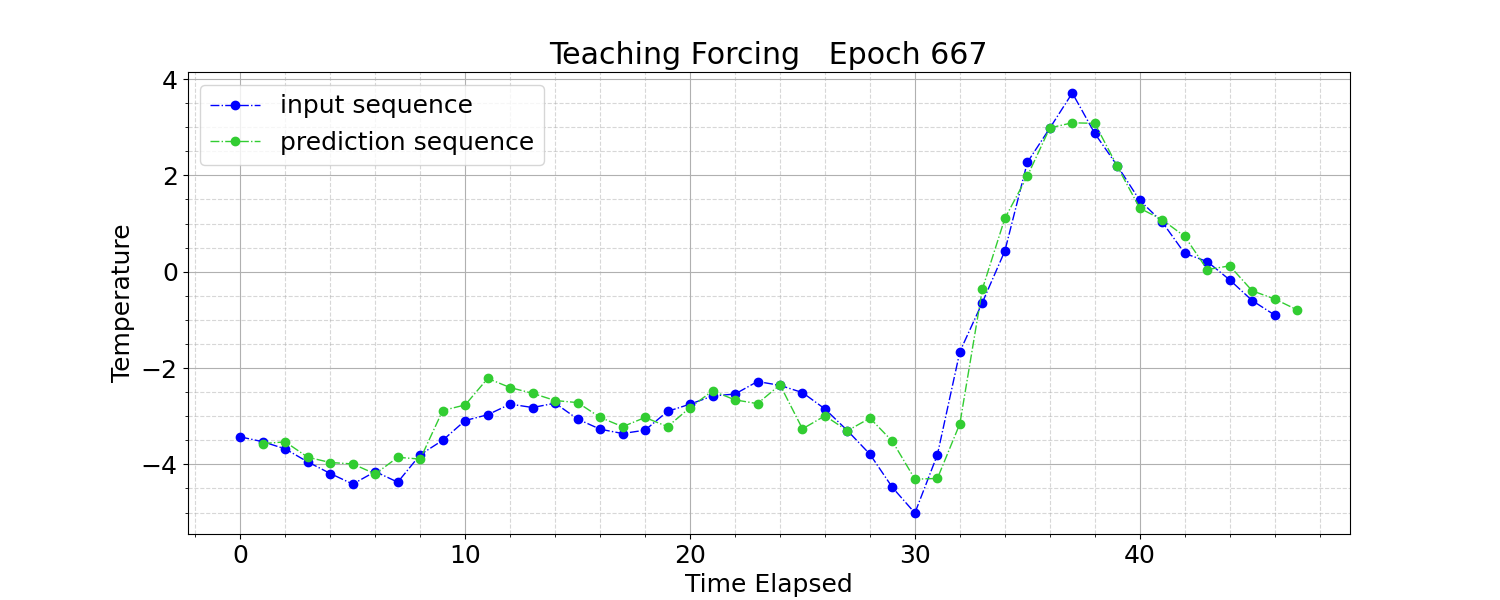 Teaching Forcing   Epoch 667
input sequence
prediction sequence
Temperature
4
2
0
−2
−4
0 10 20 30 40
Time Elapsed